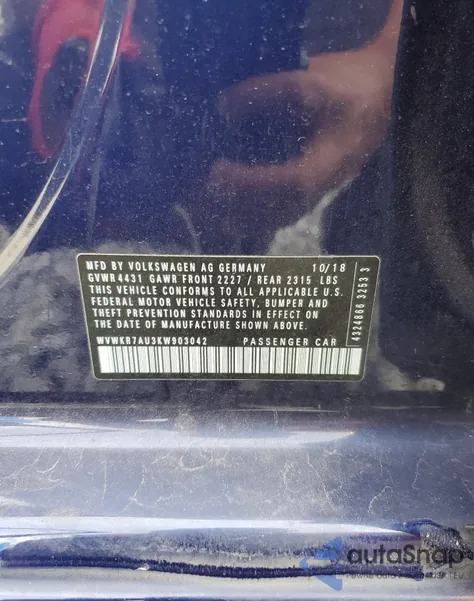 MFD BY VOLKSWAGEN AG GERMANY 10/18
GVWR 4431 GAWR FRONT 2227 / REAR 2315 LBS
THIS VEHICLE CONFORMS TO ALL APPLICABLE U.S.
FEDERAL MOTOR VEHICLE SAFETY, BUMPER AND
THEFT PREVENTION STANDARDS IN EFFECT ON THE
DATE OF MANUFACTURE SHOWN ABOVE.
WVWKR7AU3KW903042 PASSENGER CAR
4324866 3253 3
autoSnap